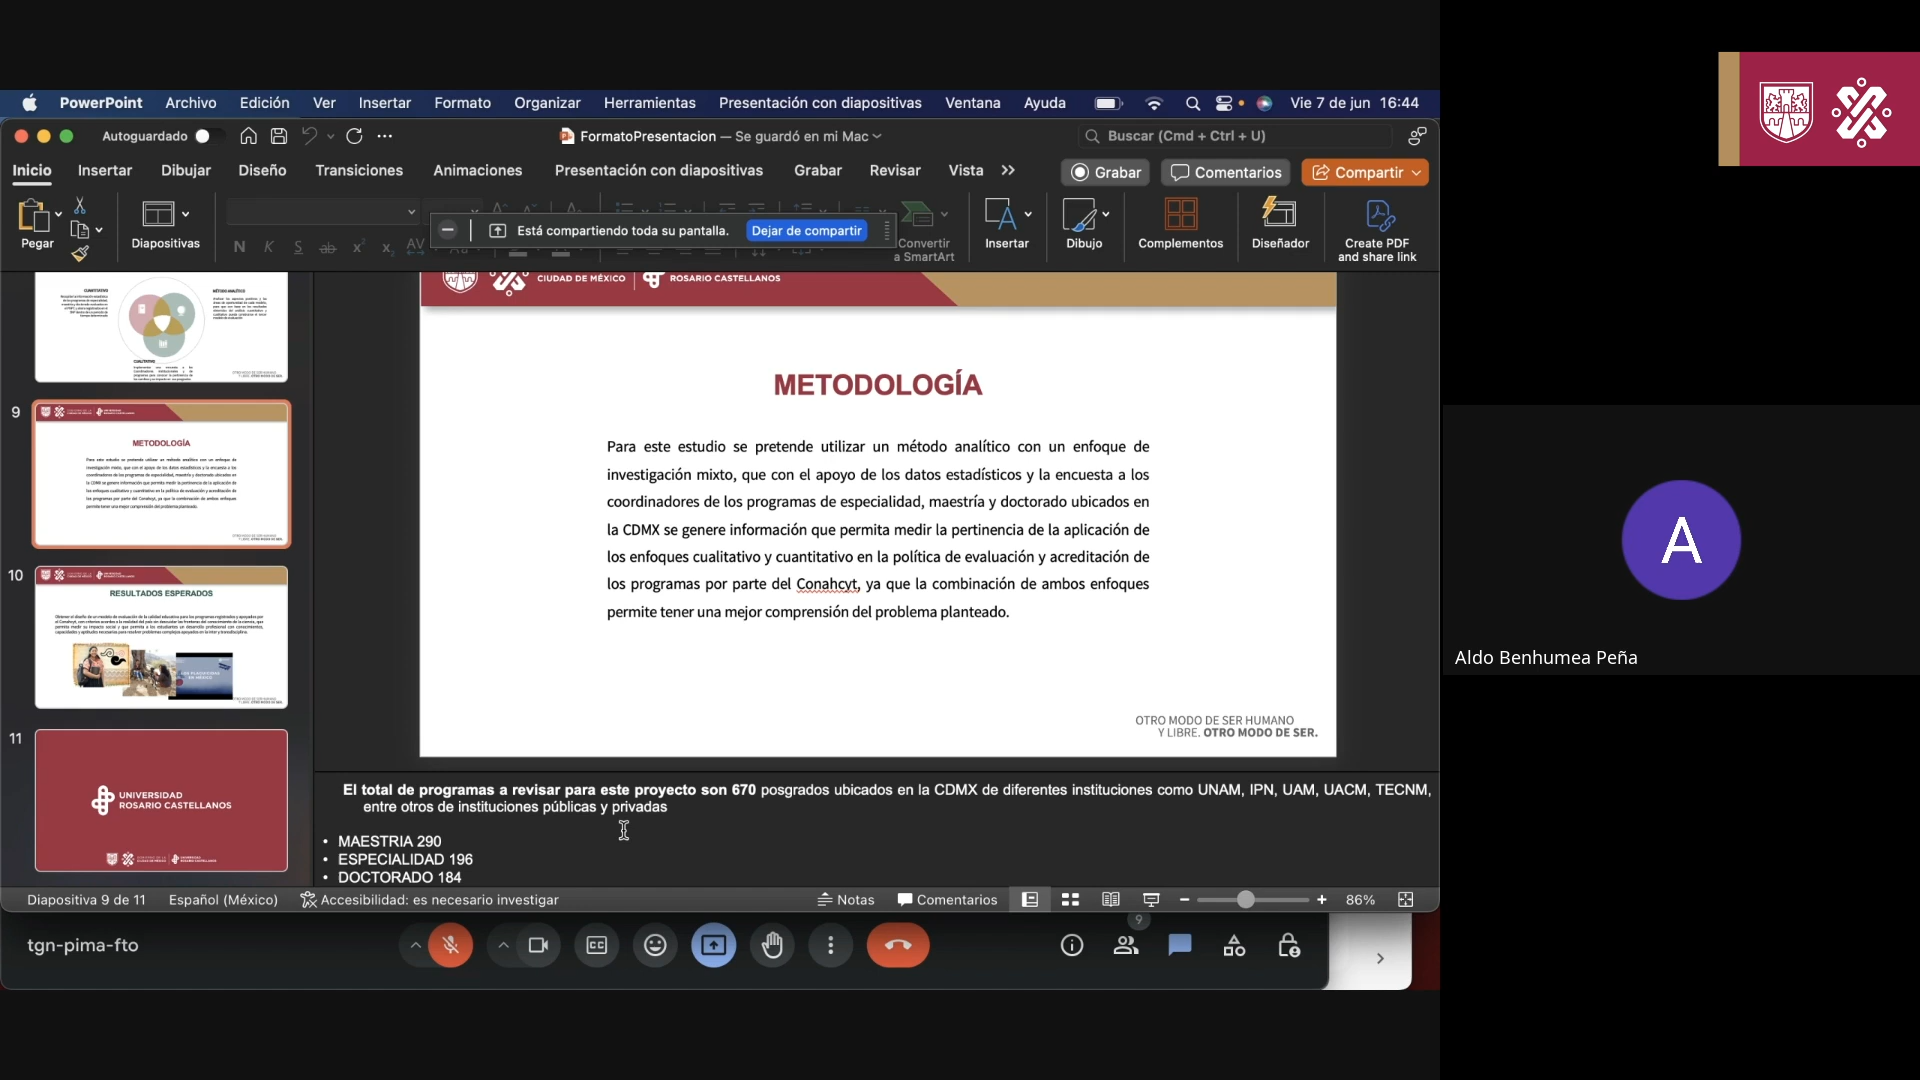 PowerPoint Archivo Edición Ver Insertar Formato Organizar Herramientas Presentación con diapositivas Ventana Ayuda Vie 7 de jun 16:44
Autoguardado FormatoPresentacion — Se guardó en mi Mac Buscar (Cmd + Ctrl + U)
Inicio Insertar Dibujar Diseño Transiciones Animaciones Presentación con diapositivas Grabar Revisar Vista Grabar Comentarios Compartir
Pegar Diapositivas Convertir a SmartArt Insertar Dibujo Complementos Diseñador Create PDF and share link
Está compartiendo toda su pantalla. Dejar de compartir
CUANTITATIVO
MÉTODO ANALÍTICO
CUALITATIVO
9
METODOLOGÍA
10
RESULTADOS ESPERADOS
11
UNIVERSIDAD
ROSARIO CASTELLANOS
CIUDAD DE MÉXICO ROSARIO CASTELLANOS
METODOLOGÍA
Para este estudio se pretende utilizar un método analítico con un enfoque de
investigación mixto, que con el apoyo de los datos estadísticos y la encuesta a los
coordinadores de los programas de especialidad, maestría y doctorado ubicados en
la CDMX se genere información que permita medir la pertinencia de la aplicación de
los enfoques cualitativo y cuantitativo en la política de evaluación y acreditación de
los programas por parte del Conahcyt, ya que la combinación de ambos enfoques
permite tener una mejor comprensión del problema planteado.
OTRO MODO DE SER HUMANO
Y LIBRE. OTRO MODO DE SER.
El total de programas a revisar para este proyecto son 670 posgrados ubicados en la CDMX de diferentes instituciones como UNAM, IPN, UAM, UACM, TECNM,
entre otros de instituciones públicas y privadas
• MAESTRIA 290
• ESPECIALIDAD 196
• DOCTORADO 184
Diapositiva 9 de 11 Español (México) Accesibilidad: es necesario investigar Notas Comentarios 86%
tgn-pima-fto
9
A
Aldo Benhumea Peña